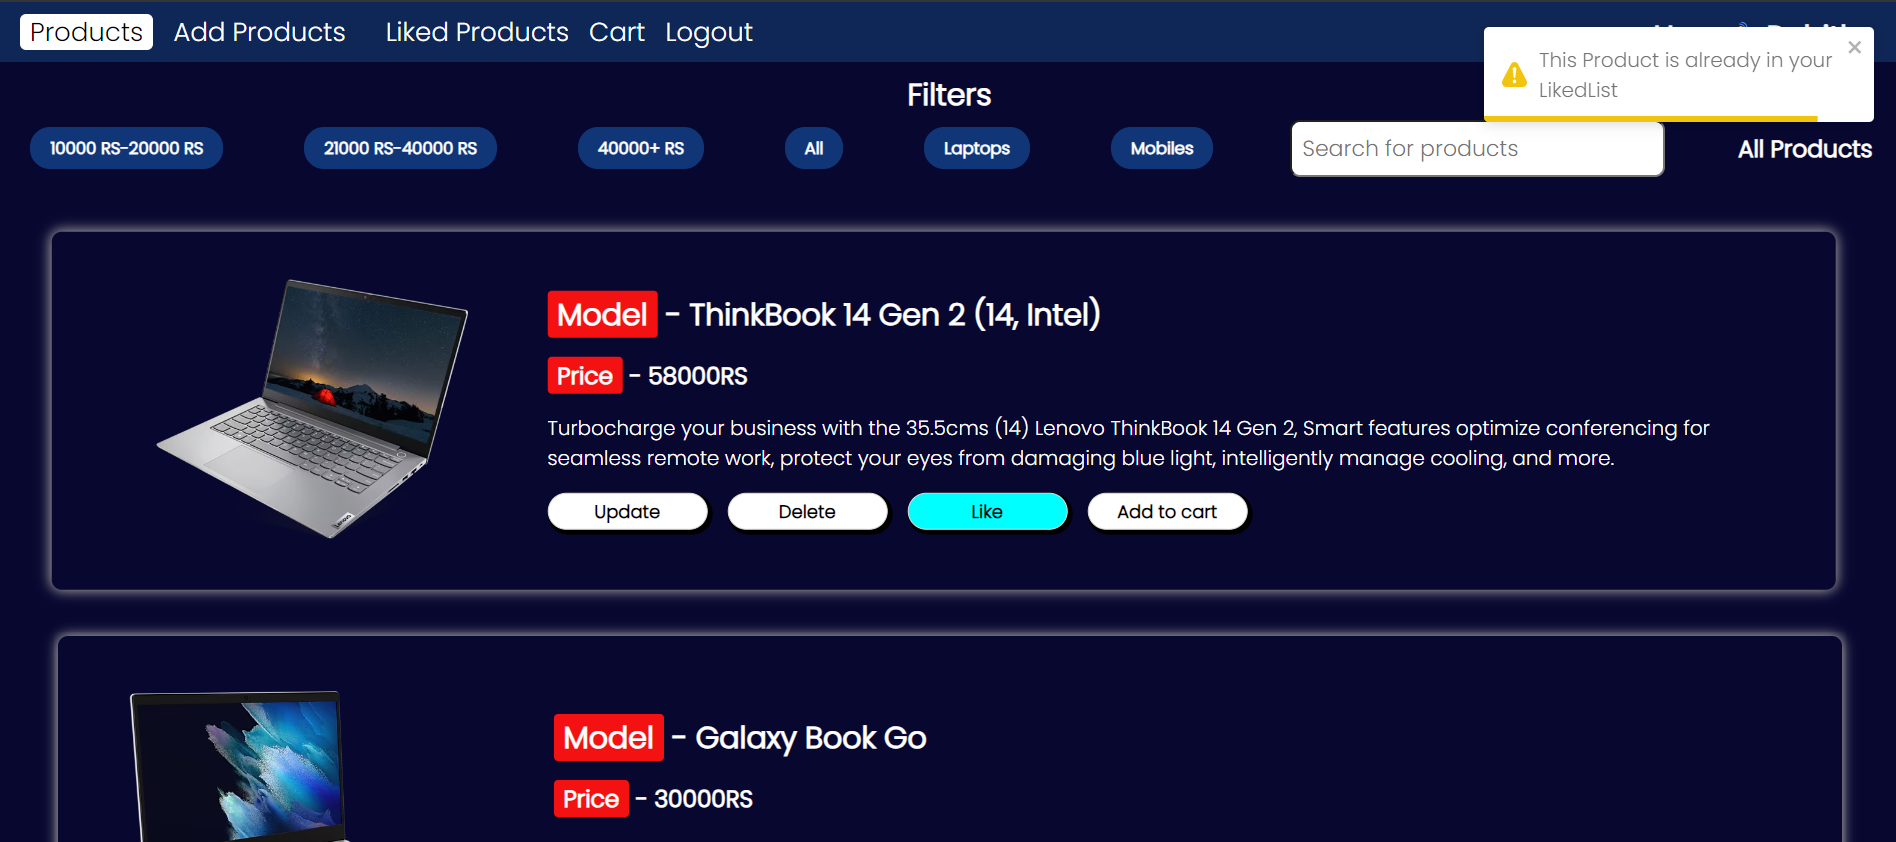 Products Add Products Liked Products Cart Logout
This Product is already in your
LikedList
Filters
10000 RS-20000 RS 21000 RS-40000 RS 40000+ RS All Laptops Mobiles Search for products All Products
Model - ThinkBook 14 Gen 2 (14, Intel)
Price - 58000RS
Turbocharge your business with the 35.5cms (14) Lenovo ThinkBook 14 Gen 2, Smart features optimize conferencing for
seamless remote work, protect your eyes from damaging blue light, intelligently manage cooling, and more.
Update Delete Like Add to cart
Model - Galaxy Book Go
Price - 30000RS